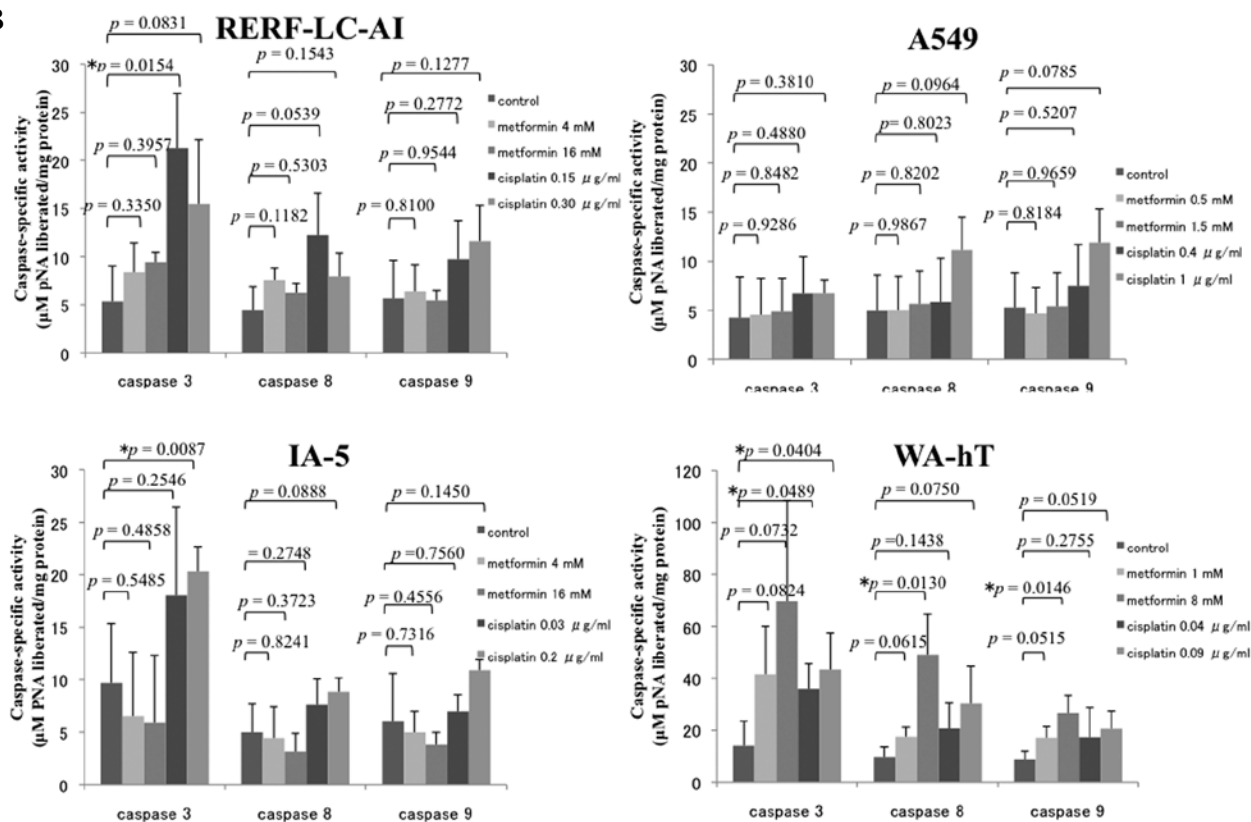 B
RERF-LC-AI
p = 0.0831
*p = 0.0154
p = 0.3957
p = 0.3350
p = 0.1543
p = 0.0539
p = 0.5303
p = 0.1182
p = 0.1277
p = 0.2772
p = 0.9544
p = 0.8100
Caspase-specific activity
(μM pNA liberated/mg protein)
30
25
20
15
10
5
0
caspase 3
caspase 8
caspase 9
control
metformin 4 mM
metformin 16 mM
cisplatin 0.15 μg/ml
cisplatin 0.30 μg/ml
A549
p = 0.3810
p = 0.4880
p = 0.8482
p = 0.9286
p = 0.0964
p = 0.8023
p = 0.8202
p = 0.9867
p = 0.0785
p = 0.5207
p = 0.9659
p = 0.8184
Caspase-specific activity
(μM pNA liberated/mg protein)
30
25
20
15
10
5
0
caspase 3
caspase 8
caspase 9
control
metformin 0.5 mM
metformin 1.5 mM
cisplatin 0.4 μg/ml
cisplatin 1 μg/ml
IA-5
*p = 0.0087
p = 0.2546
p = 0.4858
p = 0.5485
p = 0.0888
= 0.2748
p = 0.3723
p = 0.8241
p = 0.1450
p =0.7560
p = 0.4556
p = 0.7316
Caspase-specific activity
(μM PNA liberated/mg protein)
30
25
20
15
10
5
0
caspase 3
caspase 8
caspase 9
control
metformin 4 mM
metformin 16 mM
cisplatin 0.03 μg/ml
cisplatin 0.2 μg/ml
WA-hT
*p = 0.0404
*p = 0.0489
p = 0.0732
p = 0.0824
p = 0.0750
p =0.1438
*p = 0.0130
p = 0.0615
p = 0.0519
p = 0.2755
*p = 0.0146
p = 0.0515
Caspase-specific activity
(μM pNA liberated/mg protein)
120
100
80
60
40
20
0
caspase 3
caspase 8
caspase 9
control
metformin 1 mM
metformin 8 mM
cisplatin 0.04 μg/ml
cisplatin 0.09 μg/ml